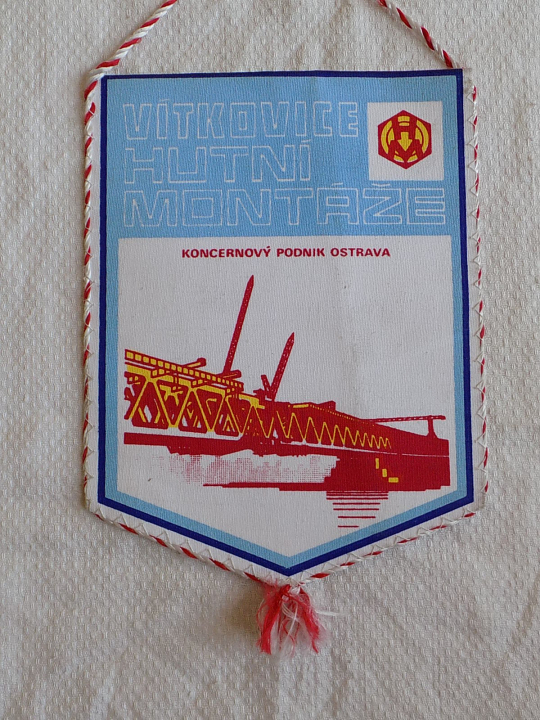 VÍTKOVICE
HUTNÍ
MONTÁŽE
KONCERNOVÝ PODNIK OSTRAVA